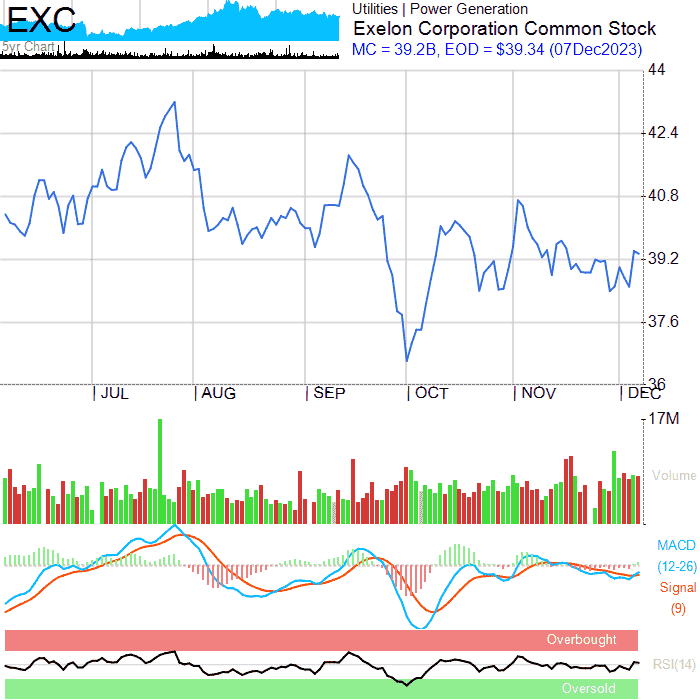 EXC
5yr Chart
Utilities | Power Generation
Exelon Corporation Common Stock
MC = 39.2B, EOD = $39.34 (07Dec2023)
44
42.4
40.8
39.2
37.6
36
JUL AUG SEP OCT NOV DEC
17M
Volume
MACD
(12-26)
Signal
(9)
Overbought
RSI(14)
Oversold